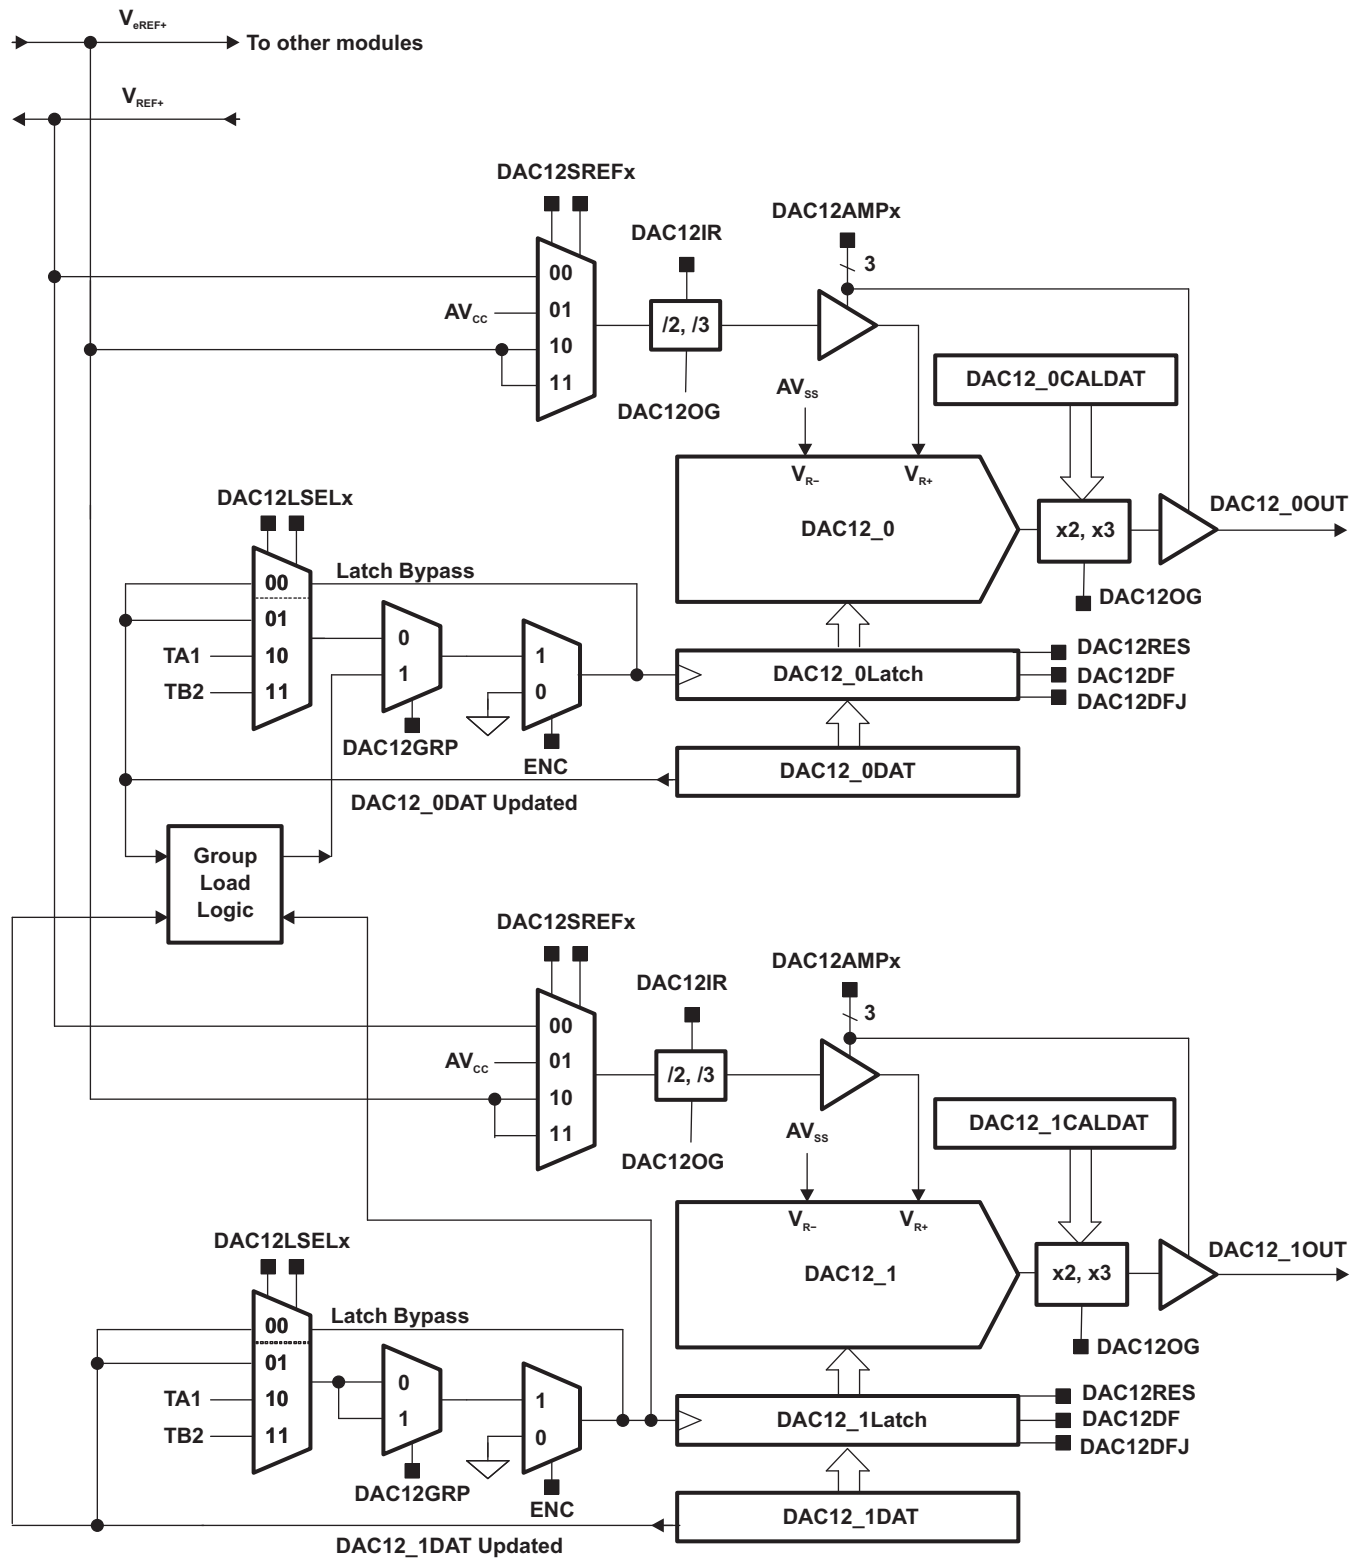 VeREF+
To other modules
VREF+
DAC12SREFx
DAC12AMPx
DAC12IR
3
00
AVCC
01
/2, /3
10
11
DAC12OG
AVSS
DAC12_0CALDAT
VR−
VR+
DAC12_0
x2, x3
DAC12_0OUT
DAC12OG
DAC12LSELx
Latch Bypass
00
01
TA1
10
TB2
11
0
1
DAC12GRP
1
0
ENC
DAC12_0Latch
DAC12RES
DAC12DF
DAC12DFJ
DAC12_0DAT
DAC12_0DAT Updated
Group
Load
Logic
DAC12SREFx
DAC12AMPx
DAC12IR
3
00
AVCC
01
/2, /3
10
11
DAC12OG
AVSS
DAC12_1CALDAT
VR−
VR+
DAC12_1
x2, x3
DAC12_1OUT
DAC12OG
DAC12LSELx
Latch Bypass
00
01
TA1
10
TB2
11
0
1
DAC12GRP
1
0
ENC
DAC12_1Latch
DAC12RES
DAC12DF
DAC12DFJ
DAC12_1DAT
DAC12_1DAT Updated